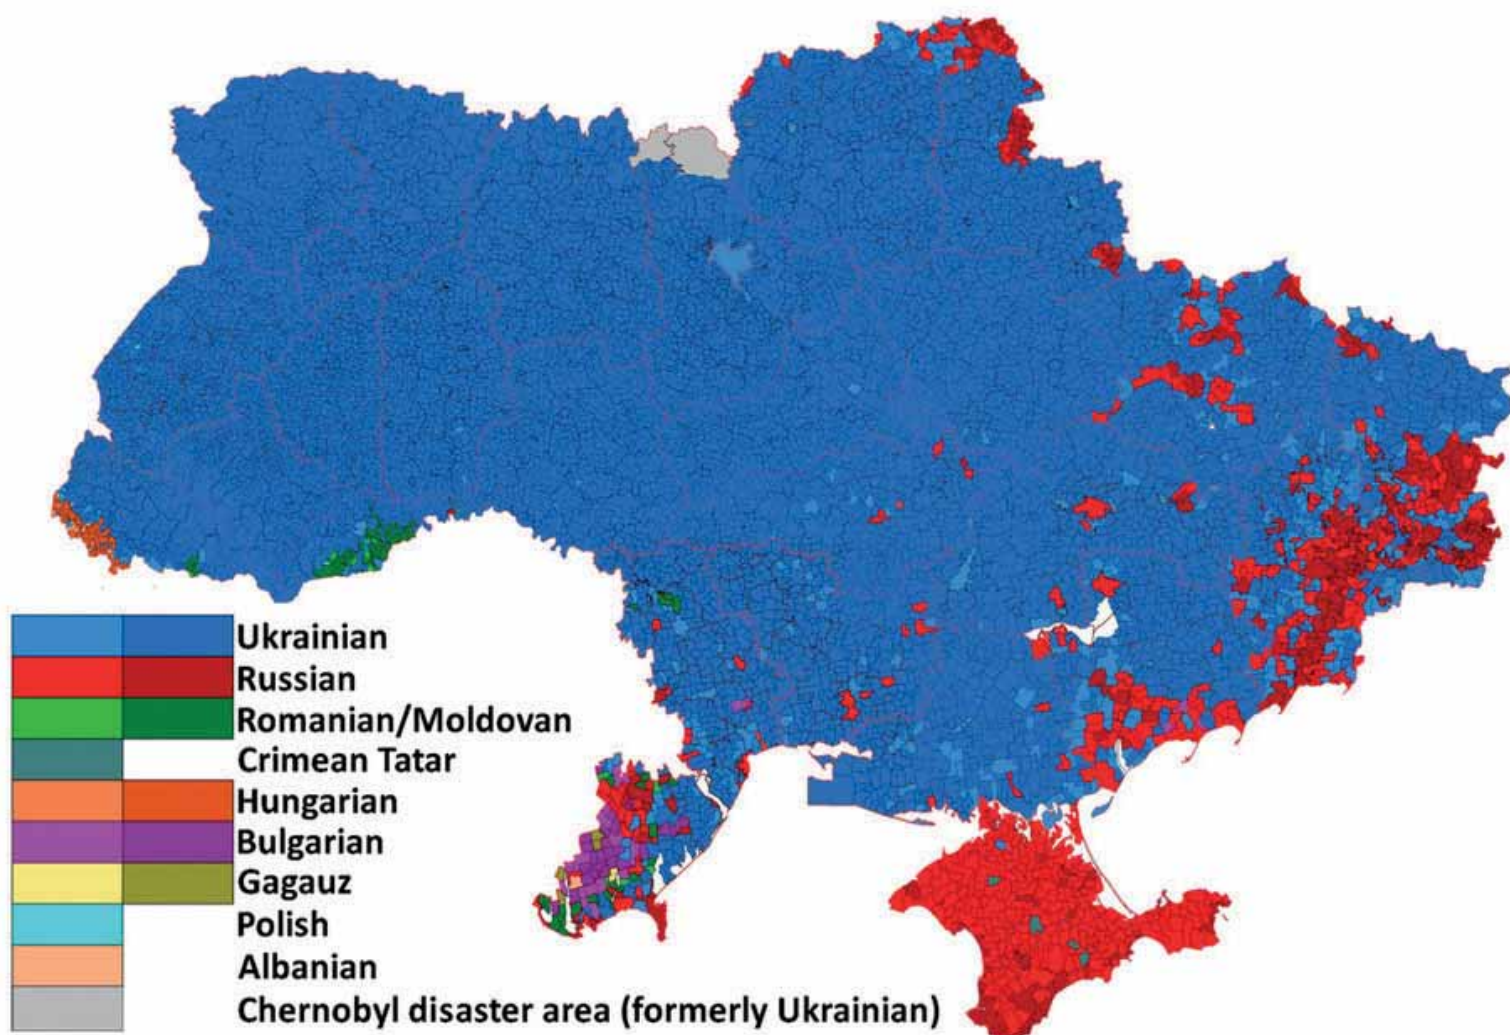 Ukrainian
Russian
Romanian/Moldovan
Crimean Tatar
Hungarian
Bulgarian
Gagauz
Polish
Albanian
Chernobyl disaster area (formerly Ukrainian)